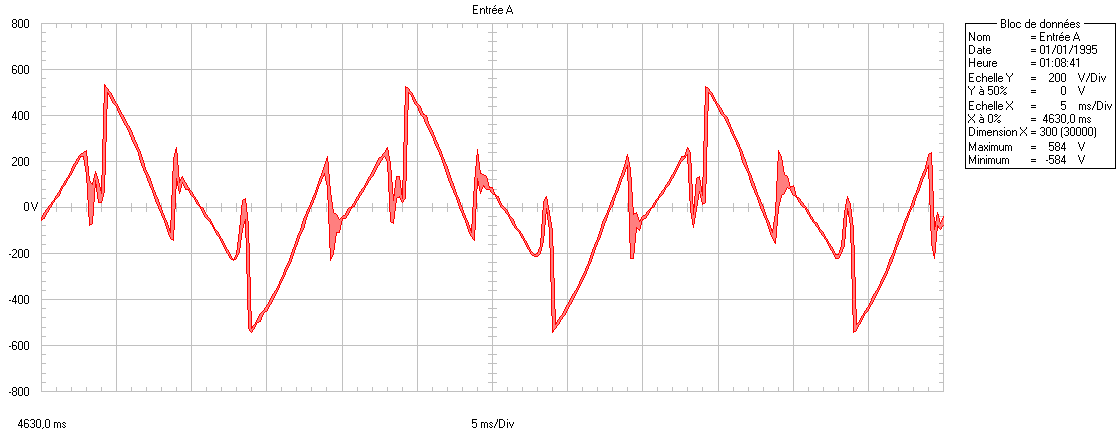 Entrée A
800
600
400
200
0 V
-200
-400
-600
-800
4630,0 ms
5 ms/Div
Bloc de données
Nom = Entrée A
Date = 01/01/1995
Heure = 01:08:41
Echelle Y = 200 V/Div
Y à 50% = 0 V
Echelle X = 5 ms/Div
X à 0% = 4630,0 ms
Dimension X = 300 (30000)
Maximum = 584 V
Minimum = -584 V